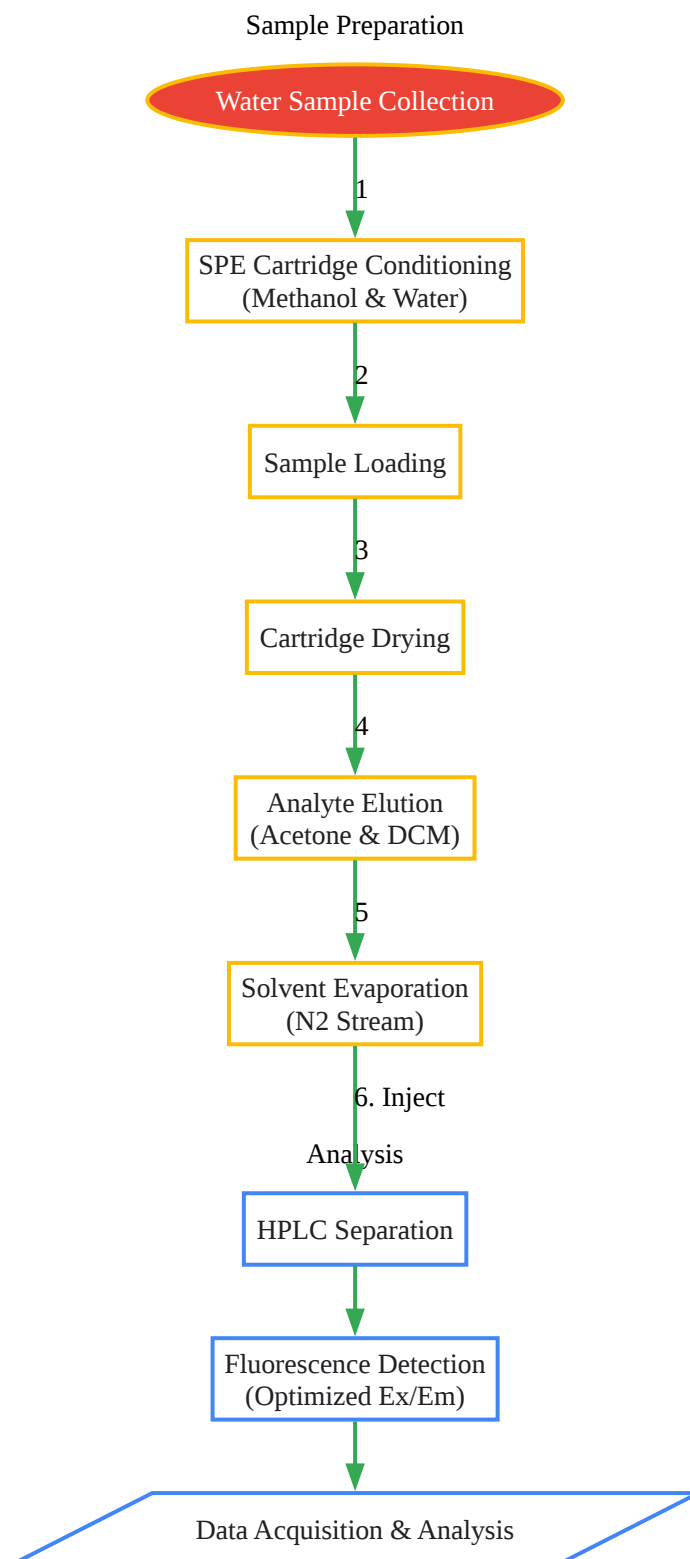 Sample Preparation
Water Sample Collection
1
SPE Cartridge Conditioning
(Methanol & Water)
2
Sample Loading
3
Cartridge Drying
4
Analyte Elution
(Acetone & DCM)
5
Solvent Evaporation
(N2 Stream)
6. Inject
Analysis
HPLC Separation
Fluorescence Detection
(Optimized Ex/Em)
Data Acquisition & Analysis